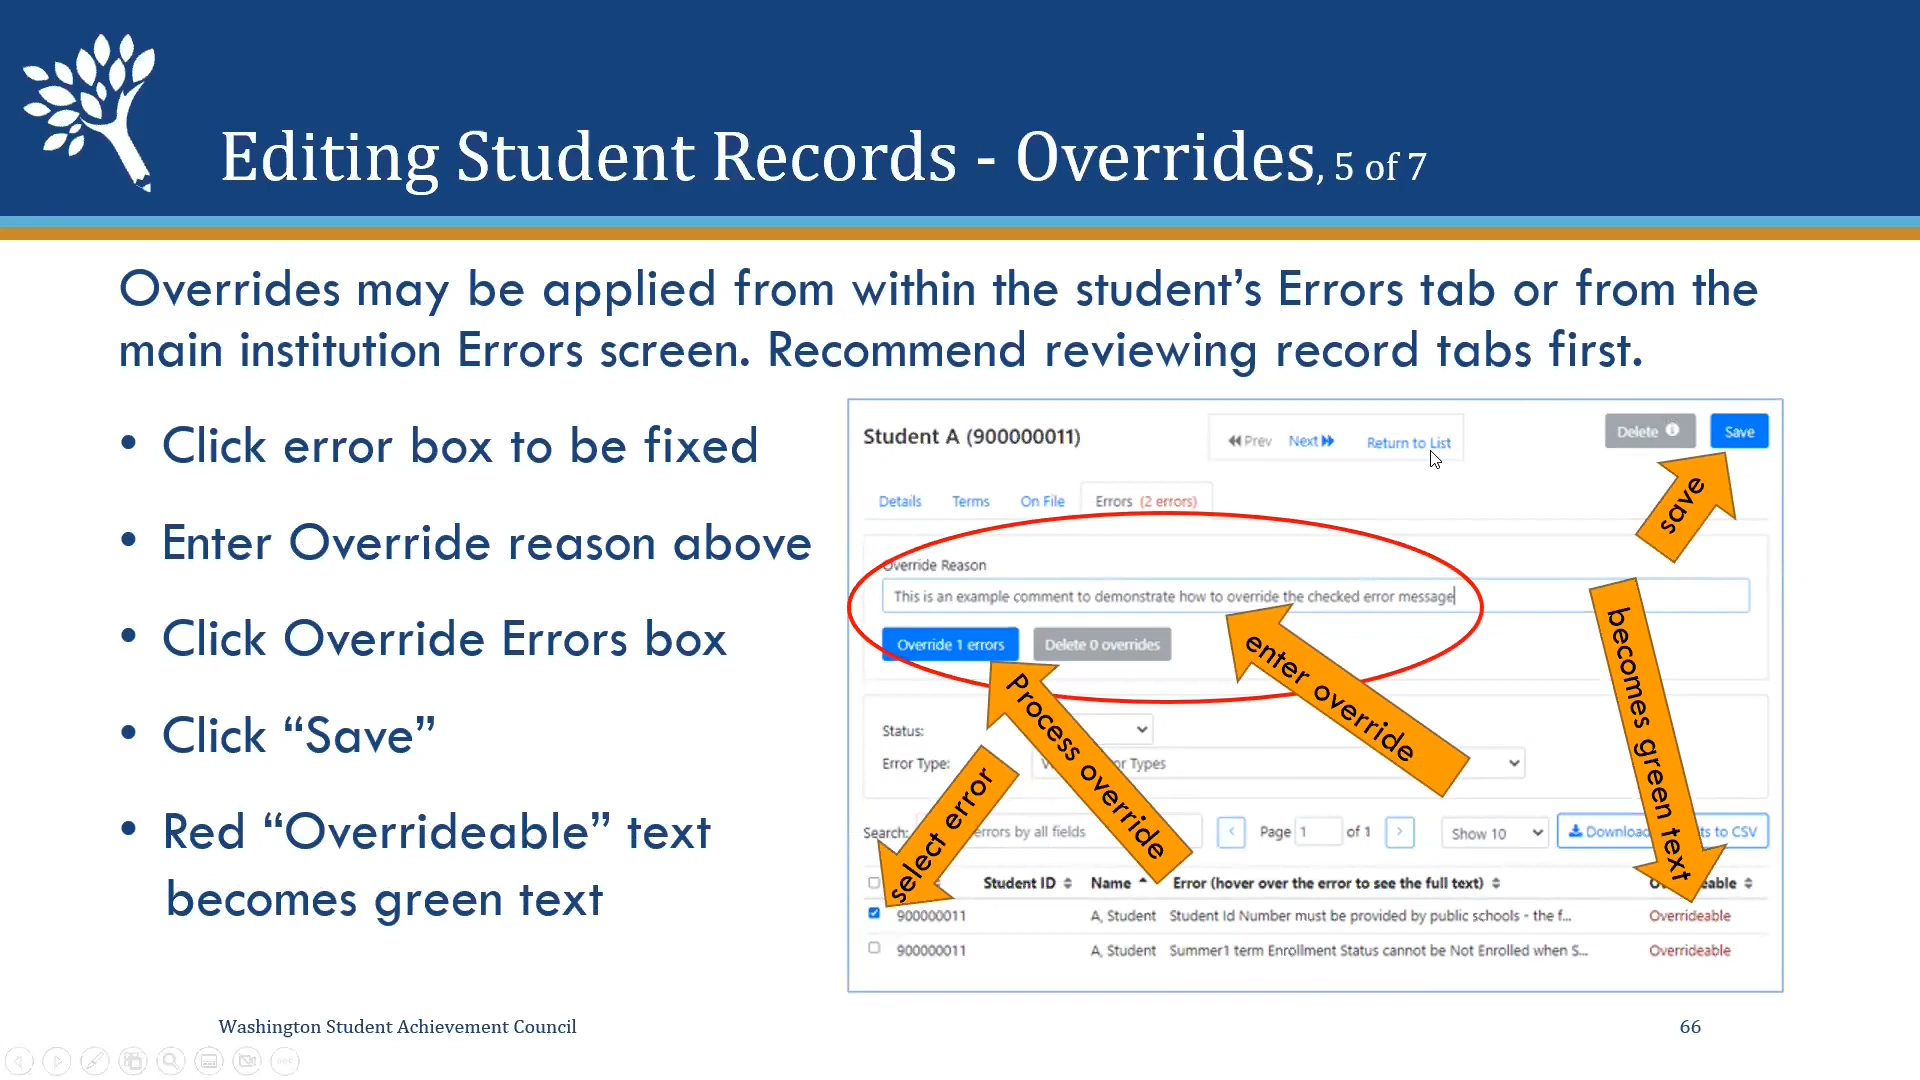 Editing Student Records - Overrides, 5 of 7
Overrides may be applied from within the student’s Errors tab or from the
main institution Errors screen. Recommend reviewing record tabs first.
• Click error box to be fixed
• Enter Override reason above
• Click Override Errors box
• Click “Save”
• Red “Overrideable” text
becomes green text
Student A (900000011)
Prev Next Return to List
Delete Save
Details Terms On File Errors (2 errors)
save
Override Reason
This is an example comment to demonstrate how to override the checked error message
Override 1 errors Delete 0 overrides
enter override
becomes green text
Process override
select error
Status:
Error Type: Types
Search: errors by all fields Page 1 of 1 Show 10 to CSV
Student ID Name Error (hover over the error to see the full text)
900000011 A, Student Student Id Number must be provided by public schools - the f... Overrideable
900000011 A, Student Summer1 term Enrollment Status cannot be Not Enrolled when S... Overrideable
Washington Student Achievement Council
66